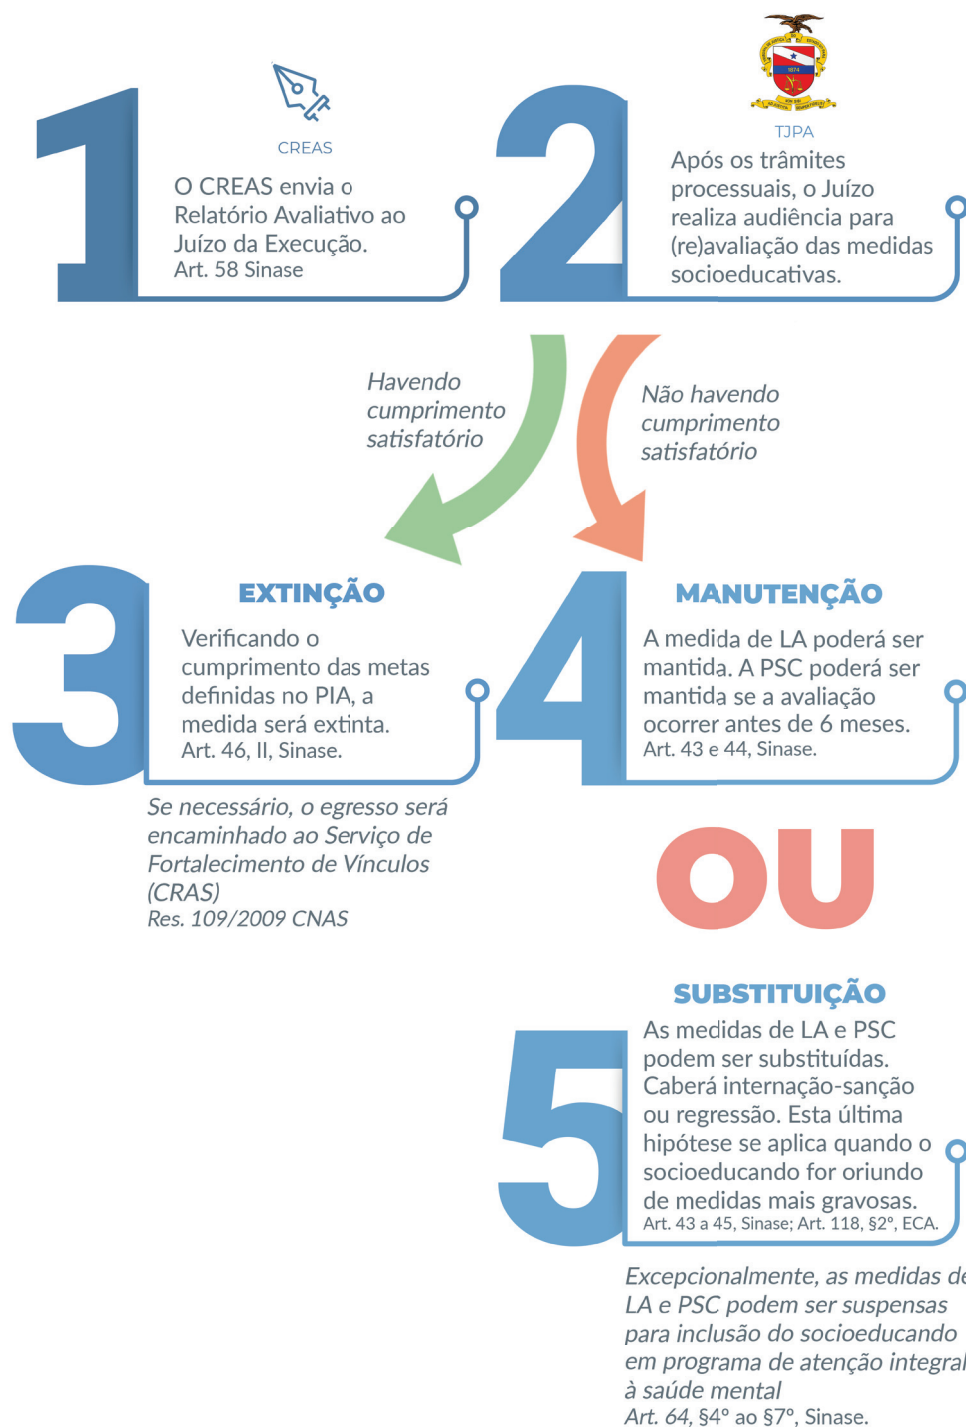 1
CREAS
O CREAS envia o
Relatório Avaliativo ao
Juízo da Execução.
Art. 58 Sinase
2
1874
TJPA
Após os trâmites
processuais, o Juízo
realiza audiência para
(re)avaliação das medidas
socioeducativas.
Havendo
cumprimento
satisfatório
Não havendo
cumprimento
satisfatório
3
EXTINÇÃO
Verificando o
cumprimento das metas
definidas no PIA, a
medida será extinta.
Art. 46, II, Sinase.
Se necessário, o egresso será
encaminhado ao Serviço de
Fortalecimento de Vínculos
(CRAS)
Res. 109/2009 CNAS
4
MANUTENÇÃO
A medida de LA poderá ser
mantida. A PSC poderá ser
mantida se a avaliação
ocorrer antes de 6 meses.
Art. 43 e 44, Sinase.
OU
5
SUBSTITUIÇÃO
As medidas de LA e PSC
podem ser substituídas.
Caberá internação-sanção
ou regressão. Esta última
hipótese se aplica quando o
socioeducando for oriundo
de medidas mais gravosas.
Art. 43 a 45, Sinase; Art. 118, §2º, ECA.
Excepcionalmente, as medidas de
LA e PSC podem ser suspensas
para inclusão do socioeducando
em programa de atenção integral
à saúde mental
Art. 64, §4º ao §7º, Sinase.